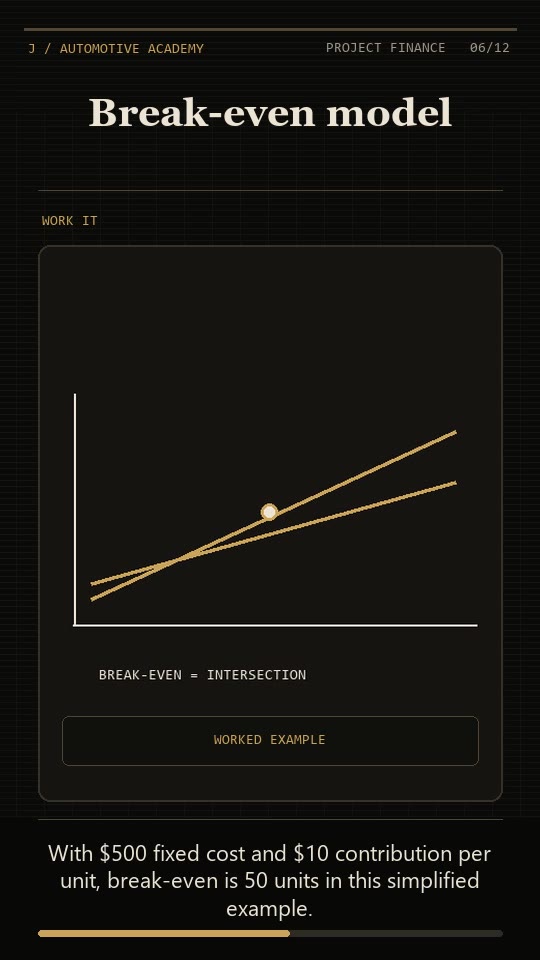 J / AUTOMOTIVE ACADEMY
PROJECT FINANCE 06/12
Break-even model
WORK IT
BREAK-EVEN = INTERSECTION
WORKED EXAMPLE
With $500 fixed cost and $10 contribution per
unit, break-even is 50 units in this simplified
example.